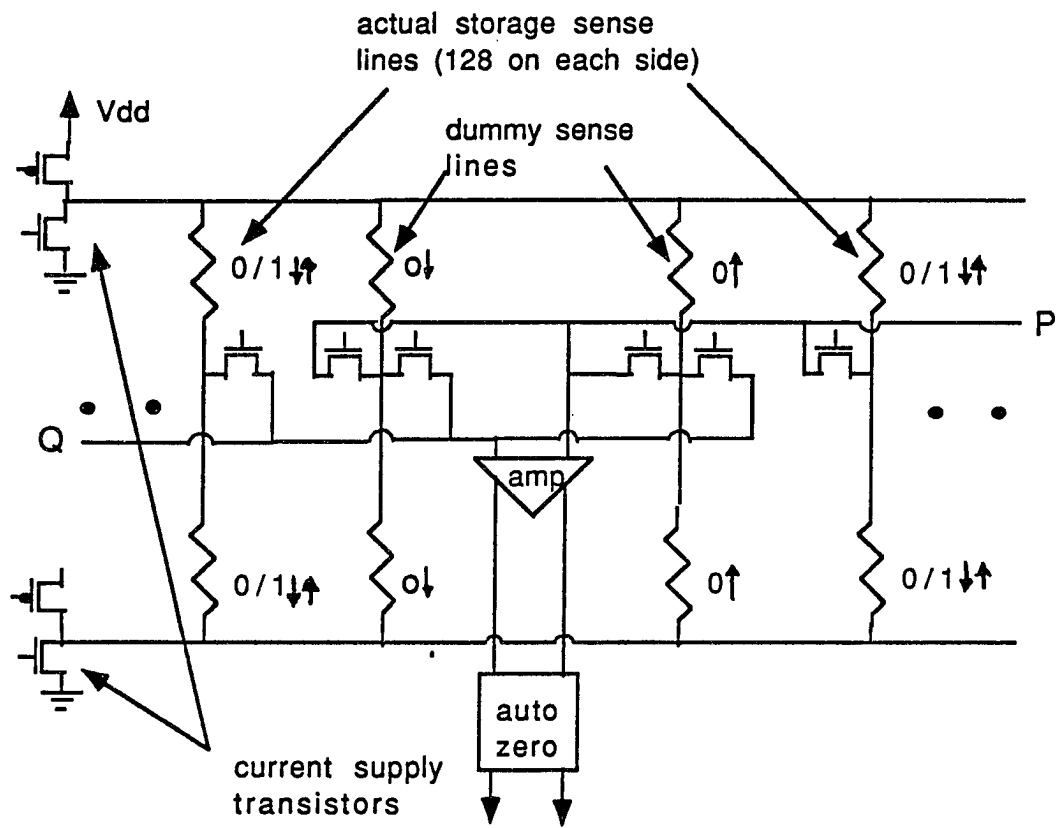 actual storage sense
lines (128 on each side)
Vdd
dummy sense
lines
0/1↓↑
0↓
0↑
0/1↓↑
P
Q
amp
0/1↓↑
0↓
0↑
0/1↓↑
auto
zero
current supply
transistors